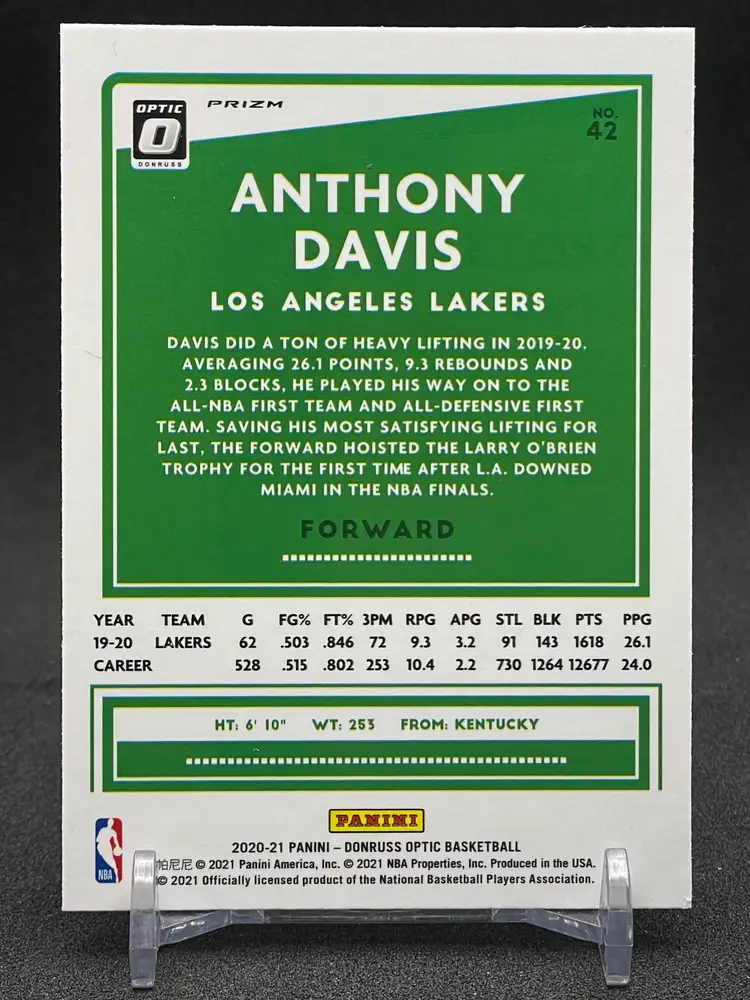 OPTIC
DONRUSS
PRIZM
NO.
42
ANTHONY
DAVIS
LOS ANGELES LAKERS
DAVIS DID A TON OF HEAVY LIFTING IN 2019-20.
AVERAGING 26.1 POINTS, 9.3 REBOUNDS AND
2.3 BLOCKS, HE PLAYED HIS WAY ON TO THE
ALL-NBA FIRST TEAM AND ALL-DEFENSIVE FIRST
TEAM. SAVING HIS MOST SATISFYING LIFTING FOR
LAST, THE FORWARD HOISTED THE LARRY O'BRIEN
TROPHY FOR THE FIRST TIME AFTER L.A. DOWNED
MIAMI IN THE NBA FINALS.
FORWARD
YEAR TEAM G FG% FT% 3PM RPG APG STL BLK PTS PPG
19-20 LAKERS 62 .503 .846 72 9.3 3.2 91 143 1618 26.1
CAREER 528 .515 .802 253 10.4 2.2 730 1264 12677 24.0
HT: 6' 10" WT: 253 FROM: KENTUCKY
PANINI
2020-21 PANINI – DONRUSS OPTIC BASKETBALL
NBA
帕尼尼 © 2021 Panini America, Inc. © 2021 NBA Properties, Inc. Produced in the USA.
© 2021 Officially licensed product of the National Basketball Players Association.